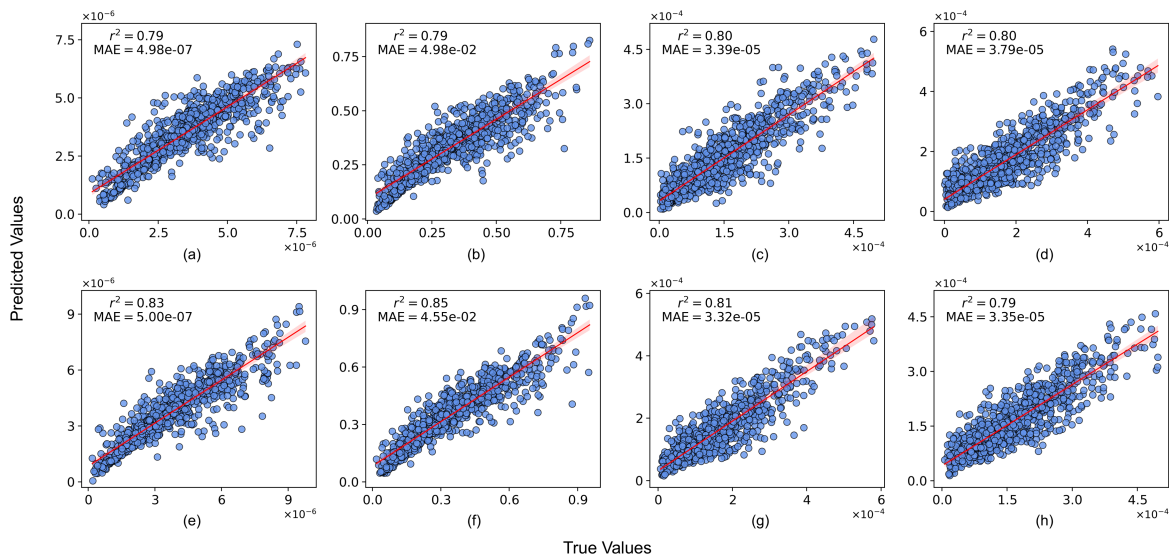 Predicted Values
×10⁻⁶
r² = 0.79
MAE = 4.98e-07
7.5
5.0
2.5
0.0
0.0 2.5 5.0 7.5
×10⁻⁶
(a)
r² = 0.79
MAE = 4.98e-02
0.75
0.50
0.25
0.00
0.00 0.25 0.50 0.75
(b)
×10⁻⁴
r² = 0.80
MAE = 3.39e-05
4.5
3.0
1.5
0.0
0.0 1.5 3.0 4.5
×10⁻⁴
(c)
×10⁻⁴
r² = 0.80
MAE = 3.79e-05
6
4
2
0
0 2 4 6
×10⁻⁴
(d)
×10⁻⁶
r² = 0.83
MAE = 5.00e-07
9
6
3
0
0 3 6 9
×10⁻⁶
(e)
r² = 0.85
MAE = 4.55e-02
0.9
0.6
0.3
0.0
0.0 0.3 0.6 0.9
(f)
×10⁻⁴
r² = 0.81
MAE = 3.32e-05
6
4
2
0
0 2 4 6
×10⁻⁴
(g)
×10⁻⁴
r² = 0.79
MAE = 3.35e-05
4.5
3.0
1.5
0.0
0.0 1.5 3.0 4.5
×10⁻⁴
(h)
True Values